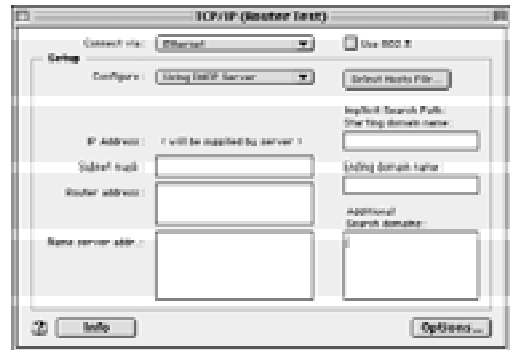 TCP/IP (Router Test)
Connect via: Ethernet
Use 802.3
Setup
Configure: Using DHCP Server
Select Hosts File...
Implicit Search Path:
Starting domain name:
IP Address: < will be supplied by server >
Subnet mask:
Ending domain name:
Router address:
Additional
Search domains:
Name server addr.:
Info
Options...